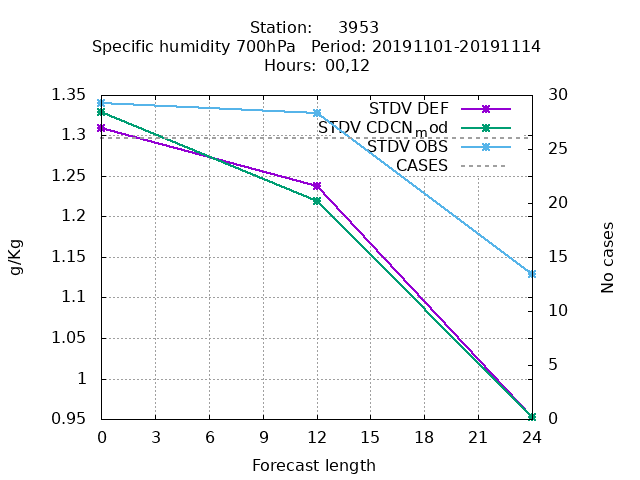 Station:     3953
Specific humidity 700hPa   Period: 20191101-20191114
Hours:  00,12
1.35
1.3
1.25
1.2
1.15
1.1
1.05
1
0.95
g/Kg
STDV DEF
STDV CDCNmod
STDV OBS
CASES
30
25
20
15
10
5
0
No cases
0 3 6 9 12 15 18 21 24
Forecast length